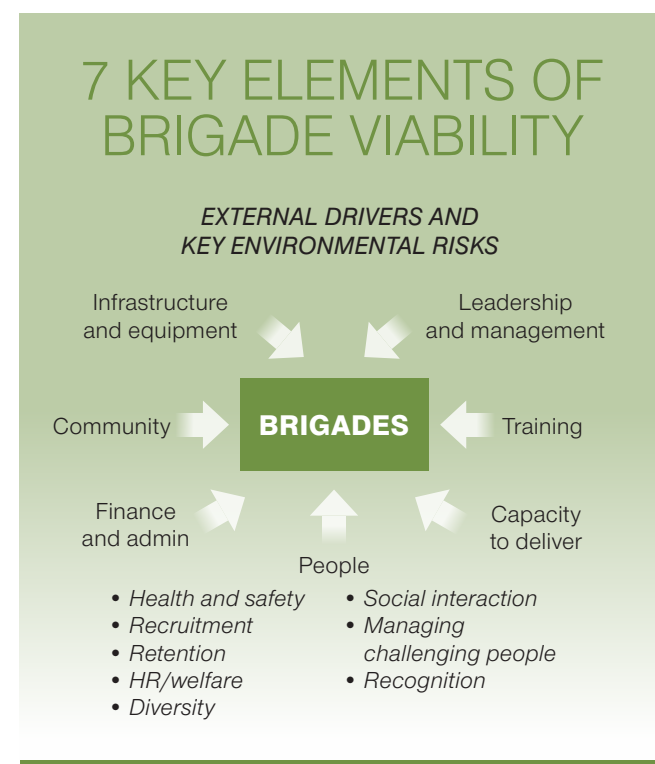 7 KEY ELEMENTS OF
BRIGADE VIABILITY
EXTERNAL DRIVERS AND
KEY ENVIRONMENTAL RISKS
Infrastructure
and equipment
Leadership
and management
Community
BRIGADES
Training
Finance
and admin
Capacity
to deliver
People
• Health and safety
• Recruitment
• Retention
• HR/welfare
• Diversity
• Social interaction
• Managing
challenging people
• Recognition